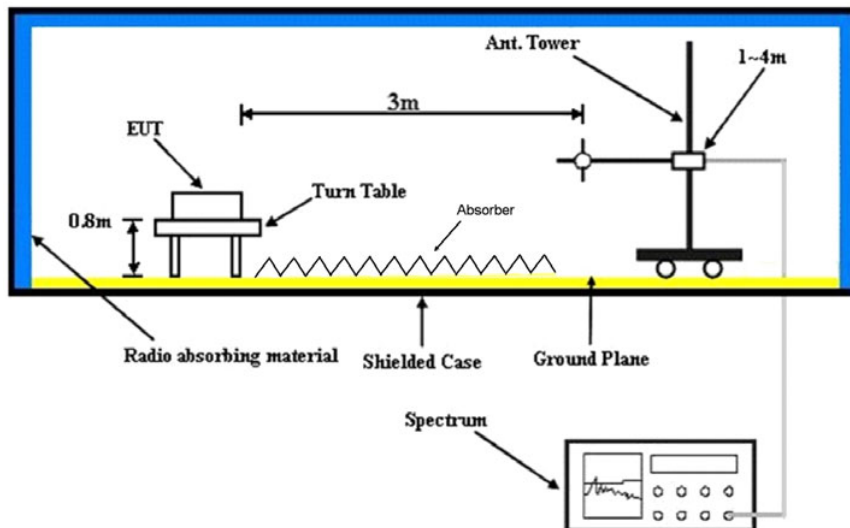 Ant. Tower
1~4m
3m
EUT
Turn Table
0.8m
Absorber
Radio absorbing material
Shielded Case
Ground Plane
Spectrum